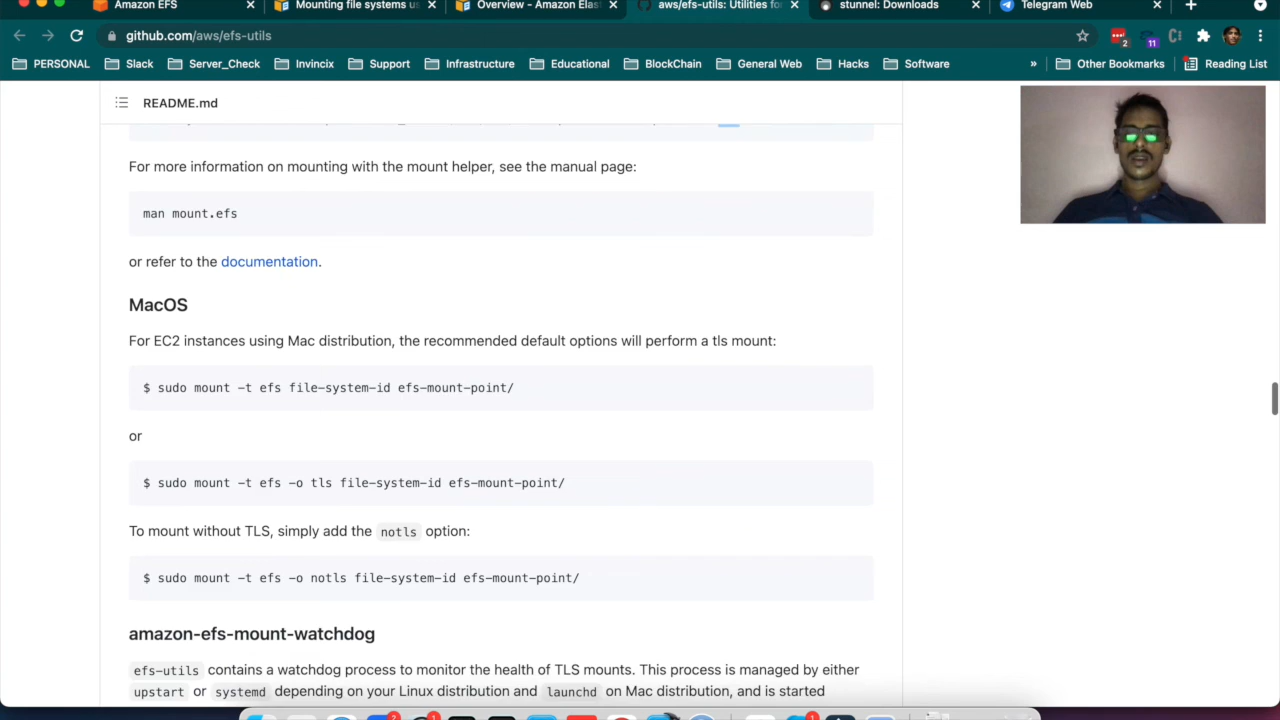 Amazon EFS
Mounting file systems us
Overview - Amazon Elast
aws/efs-utils: Utilities for
stunnel: Downloads
Telegram Web
github.com/aws/efs-utils
2
11
PERSONAL
Slack
Server_Check
Invincix
Support
Infrastructure
Educational
BlockChain
General Web
Hacks
Software
»
Other Bookmarks
Reading List
README.md
For more information on mounting with the mount helper, see the manual page:
man mount.efs
or refer to the documentation.
MacOS
For EC2 instances using Mac distribution, the recommended default options will perform a tls mount:
$ sudo mount -t efs file-system-id efs-mount-point/
or
$ sudo mount -t efs -o tls file-system-id efs-mount-point/
To mount without TLS, simply add the notls option:
$ sudo mount -t efs -o notls file-system-id efs-mount-point/
amazon-efs-mount-watchdog
efs-utils contains a watchdog process to monitor the health of TLS mounts. This process is managed by either
upstart or systemd depending on your Linux distribution and launchd on Mac distribution, and is started